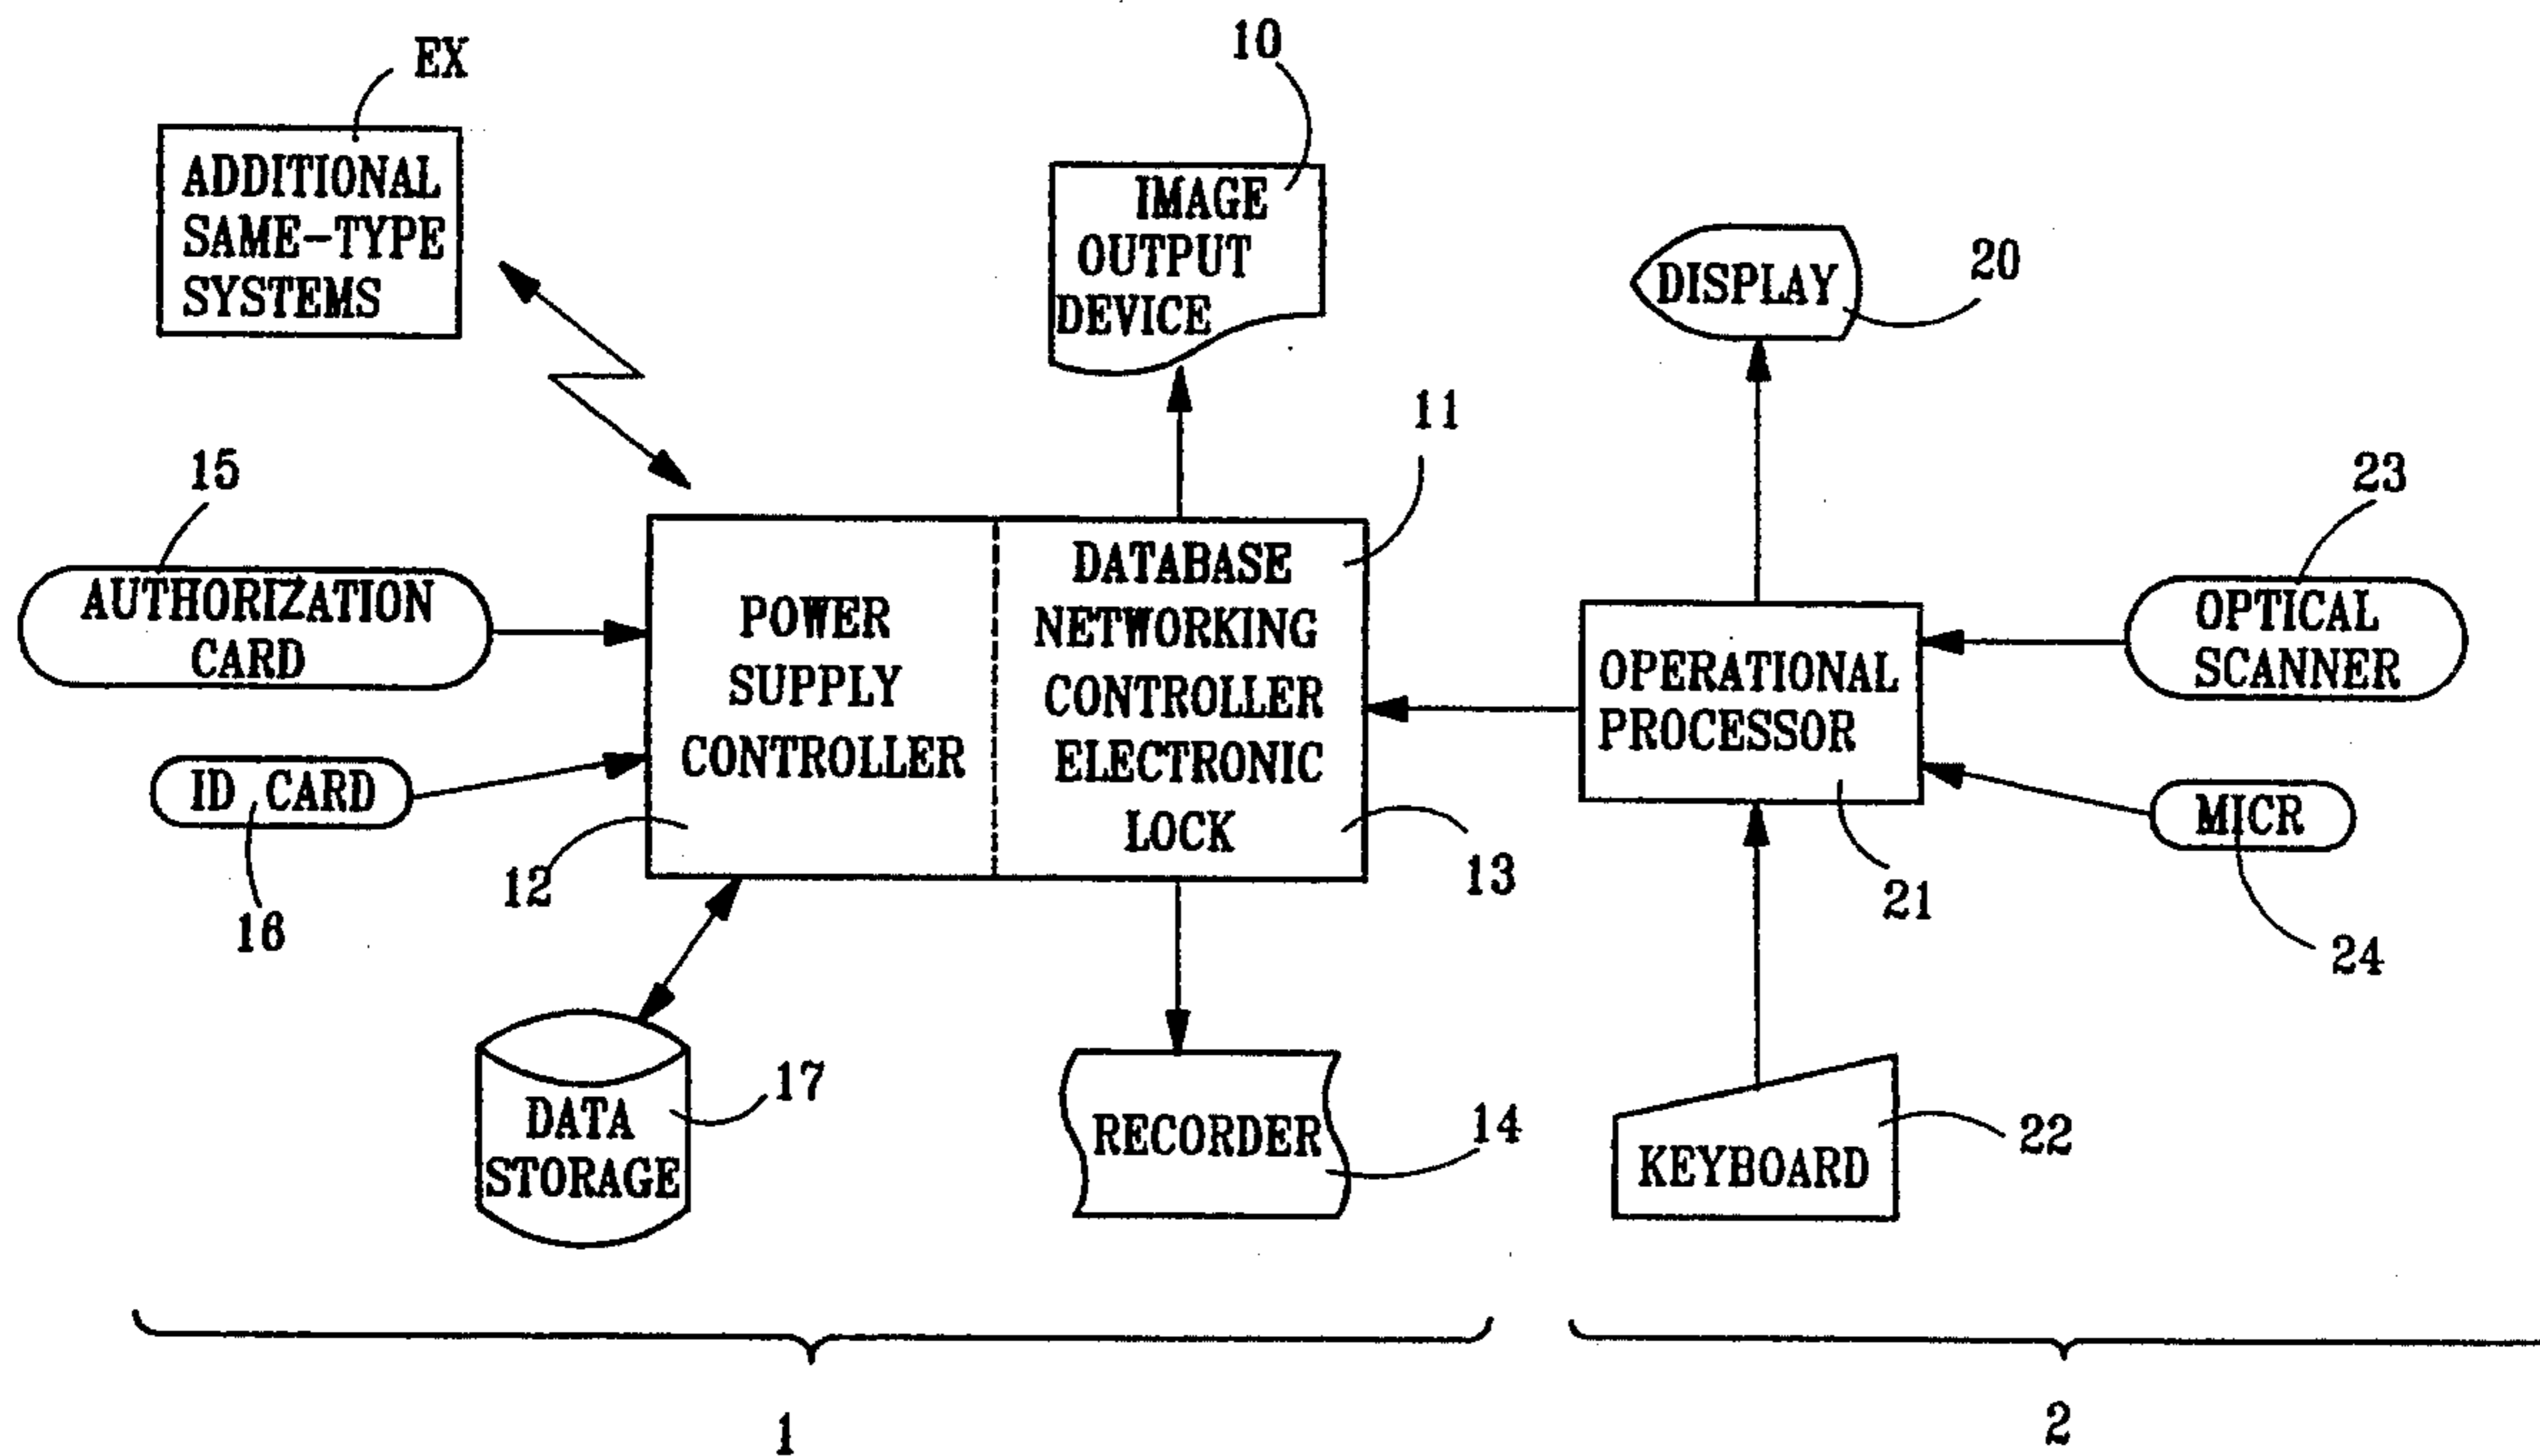 EX
ADDITIONAL
SAME-TYPE
SYSTEMS
10
IMAGE
OUTPUT
DEVICE
DISPLAY
20
11
15
AUTHORIZATION
CARD
ID CARD
16
POWER
SUPPLY
CONTROLLER
12
DATABASE
NETWORKING
CONTROLLER
ELECTRONIC
LOCK
13
OPERATIONAL
PROCESSOR
21
23
OPTICAL
SCANNER
MICR
24
DATA
STORAGE
17
RECORDER
14
KEYBOARD
22
1
2